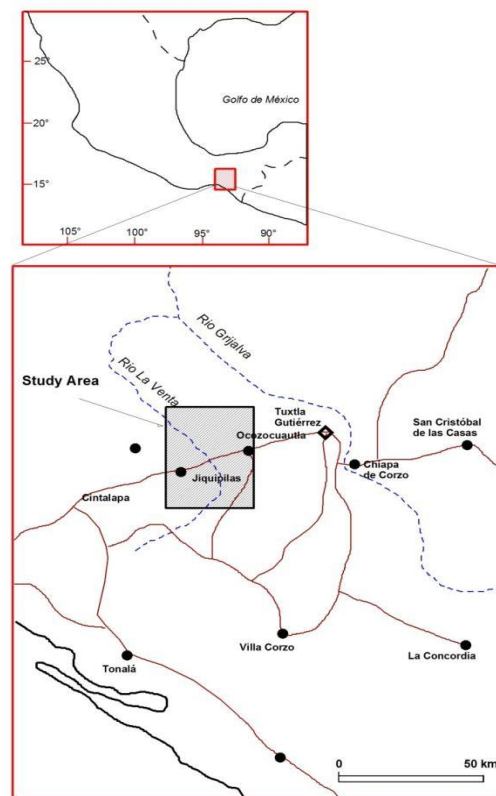 25°
Golfo de México
20°
15°
105°
100°
95°
90°
Rio Grijalva
Rio La Venta
Study Area
Tuxtla
Gutiérrez
San Cristóbal
de las Casas
Ocozocuautla
Chiapa
de Corzo
Jiquipilas
Cintalapa
Villa Corzo
La Concordia
Tonalá
0
50 km